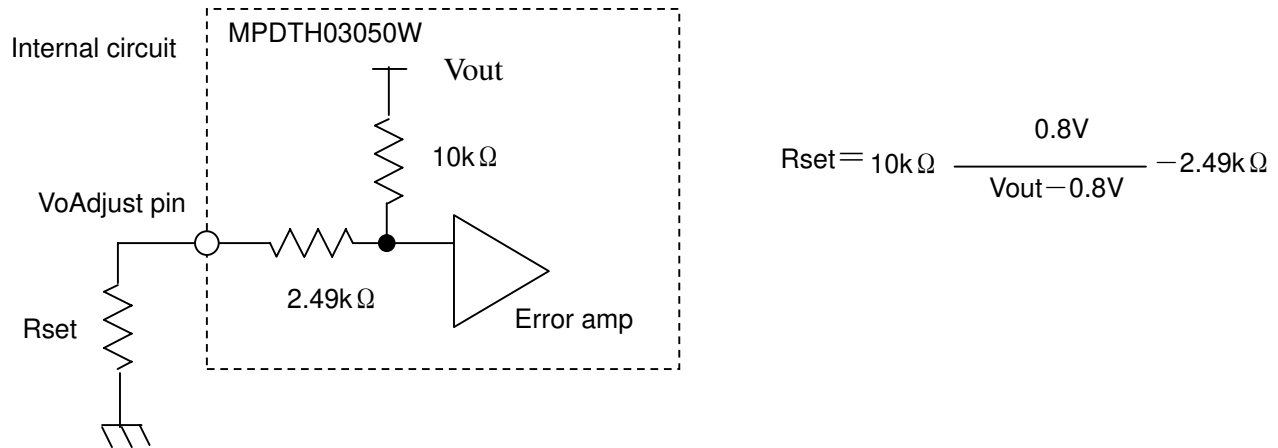 MPDTH03050W
Internal circuit
Vout
10kΩ
VoAdjust pin
2.49kΩ
Error amp
Rset
0.8V
Rset＝10kΩ ―2.49kΩ
Vout－0.8V